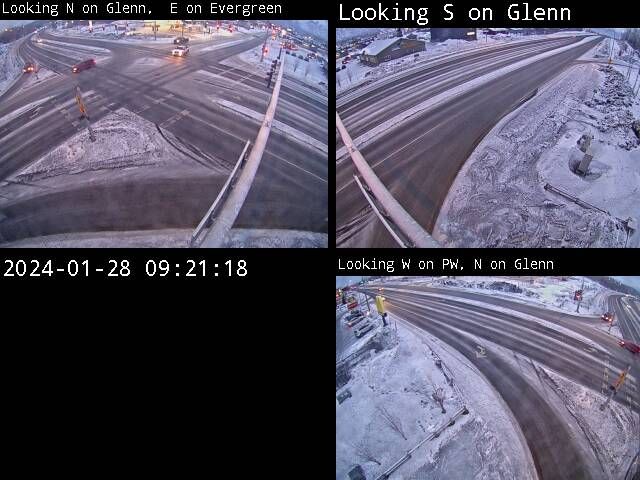 Looking N on Glenn,  E on Evergreen
Looking S on Glenn
2024-01-28 09:21:18
Looking W on PW, N on Glenn